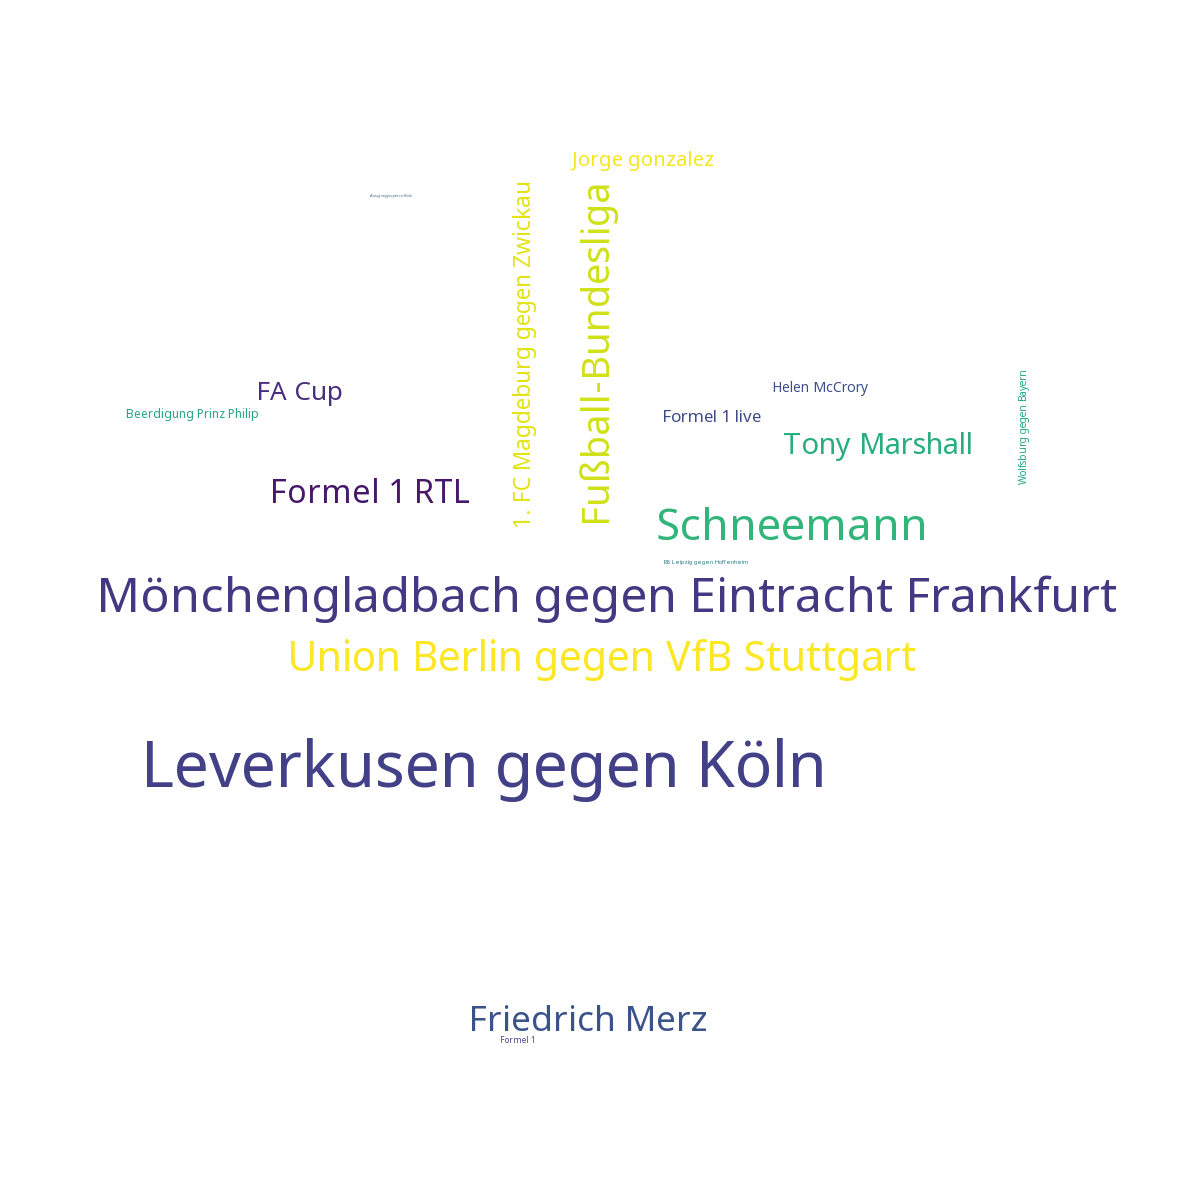 Jorge gonzalez
1. FC Magdeburg gegen Zwickau
Fußball-Bundesliga
FA Cup
Helen McCrory
Wolfsburg gegen Bayern
Beerdigung Prinz Philip
Formel 1 live
Tony Marshall
Formel 1 RTL
Schneemann
RB Leipzig gegen Hoffenheim
Mönchengladbach gegen Eintracht Frankfurt
Union Berlin gegen VfB Stuttgart
Leverkusen gegen Köln
Friedrich Merz
Formel 1